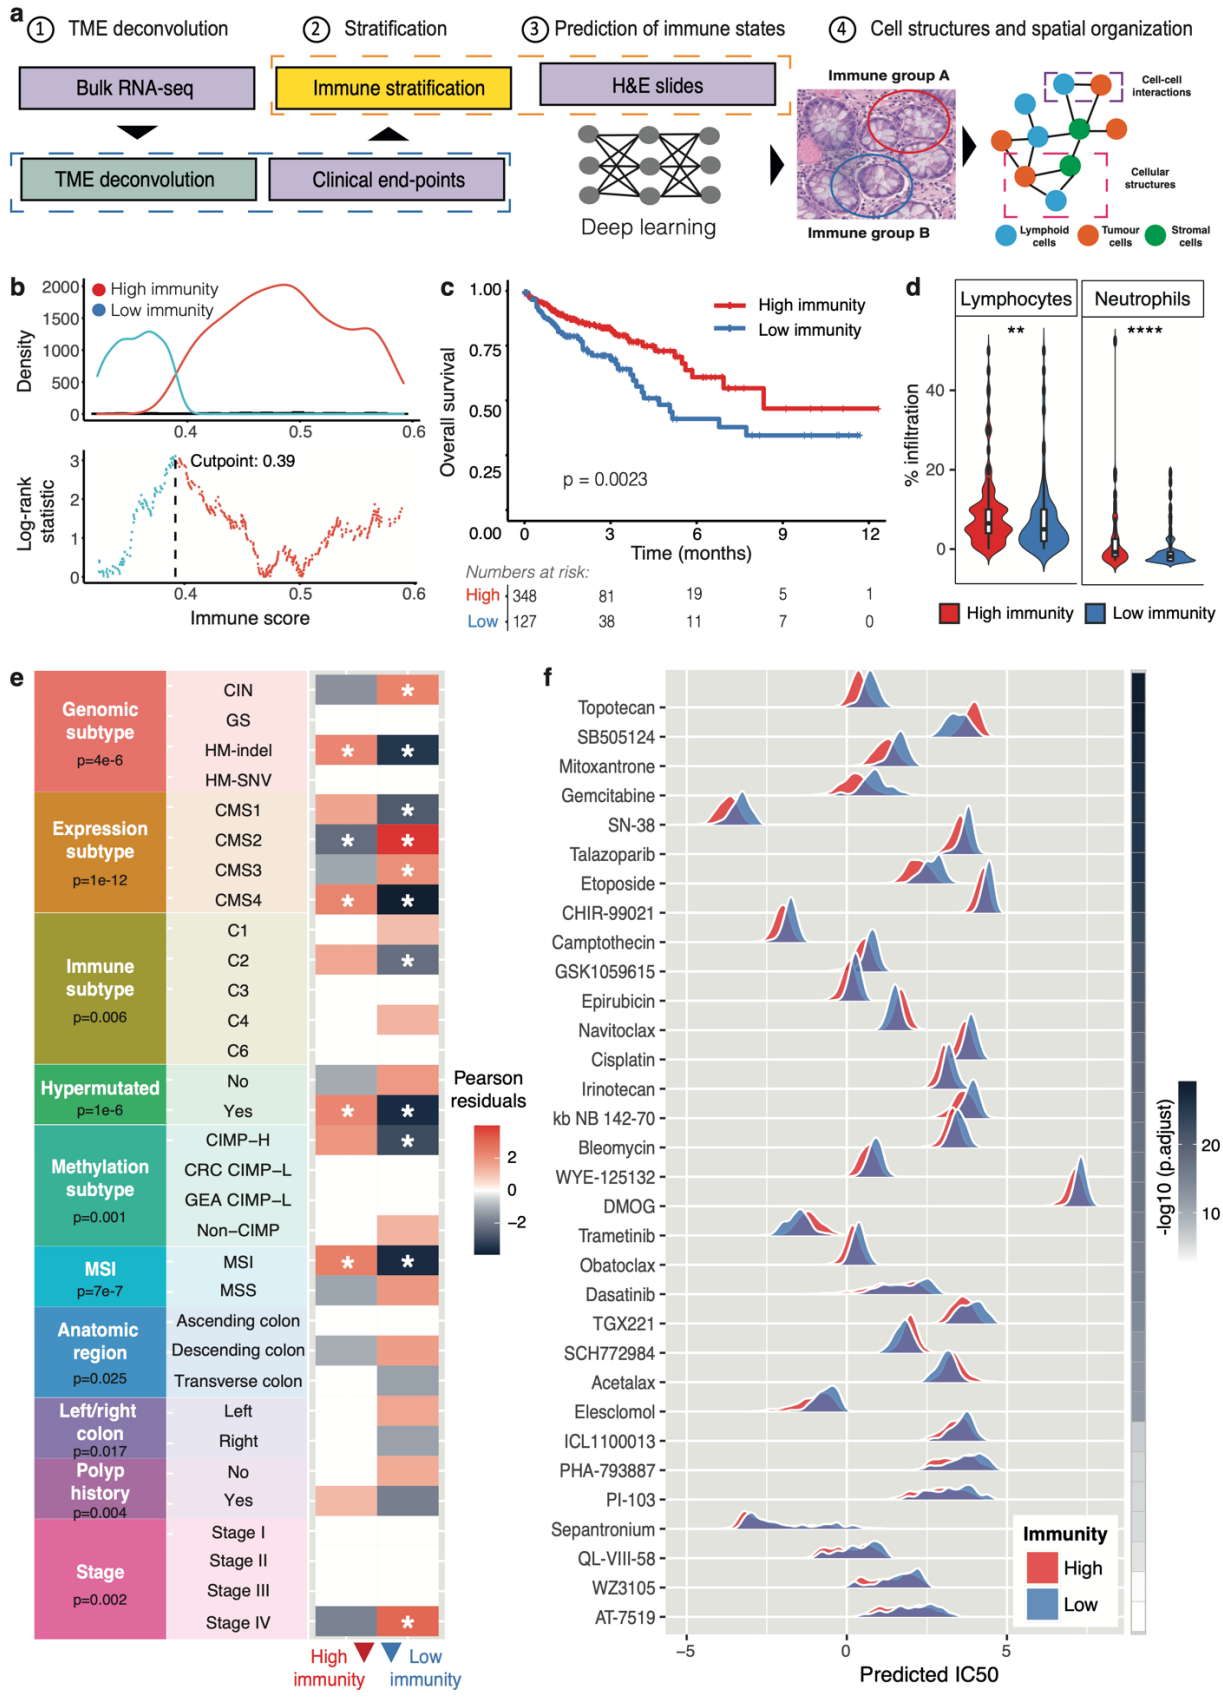 a
1 TME deconvolution
2 Stratification
3 Prediction of immune states
4 Cell structures and spatial organization
Bulk RNA-seq
Immune stratification
H&E slides
TME deconvolution
Clinical end-points
Deep learning
Immune group A
Immune group B
Cell-cell
interactions
Cellular
structures
Lymphoid
cells
Tumour
cells
Stromal
cells
b
High immunity
Low immunity
Density
2000
1500
1000
500
0
0.4
0.5
0.6
Log-rank
statistic
3
2
1
0
Cutpoint: 0.39
0.4
0.5
0.6
Immune score
c
Overall survival
1.00
0.75
0.50
0.25
0.00
High immunity
Low immunity
p = 0.0023
0
3
6
9
12
Time (months)
Numbers at risk:
High 348 81 19 5 1
Low 127 38 11 7 0
d
Lymphocytes
Neutrophils
**
****
% infiltration
40
20
0
High immunity
Low immunity
e
Genomic
subtype
p=4e-6
CIN
*
GS
HM-indel
* *
HM-SNV
Expression
subtype
p=1e-12
CMS1
*
CMS2
* *
CMS3
*
CMS4
* *
Immune
subtype
p=0.006
C1
C2
*
C3
C4
C6
Hypermutated
p=1e-6
No
Yes
* *
Methylation
subtype
p=0.001
CIMP–H
*
CRC CIMP–L
GEA CIMP–L
Non–CIMP
MSI
p=7e-7
MSI
* *
MSS
Anatomic
region
p=0.025
Ascending colon
Descending colon
Transverse colon
Left/right
colon
p=0.017
Left
Right
Polyp
history
p=0.004
No
Yes
Stage
p=0.002
Stage I
Stage II
Stage III
Stage IV
*
High
immunity
Low
immunity
Pearson
residuals
2
0
−2
f
Topotecan
SB505124
Mitoxantrone
Gemcitabine
SN-38
Talazoparib
Etoposide
CHIR-99021
Camptothecin
GSK1059615
Epirubicin
Navitoclax
Cisplatin
Irinotecan
kb NB 142-70
Bleomycin
WYE-125132
DMOG
Trametinib
Obatoclax
Dasatinib
TGX221
SCH772984
Acetalax
Elesclomol
ICL1100013
PHA-793887
PI-103
Sepantronium
QL-VIII-58
WZ3105
AT-7519
Immunity
High
Low
−5
0
5
Predicted IC50
-log10 (p.adjust)
20
10